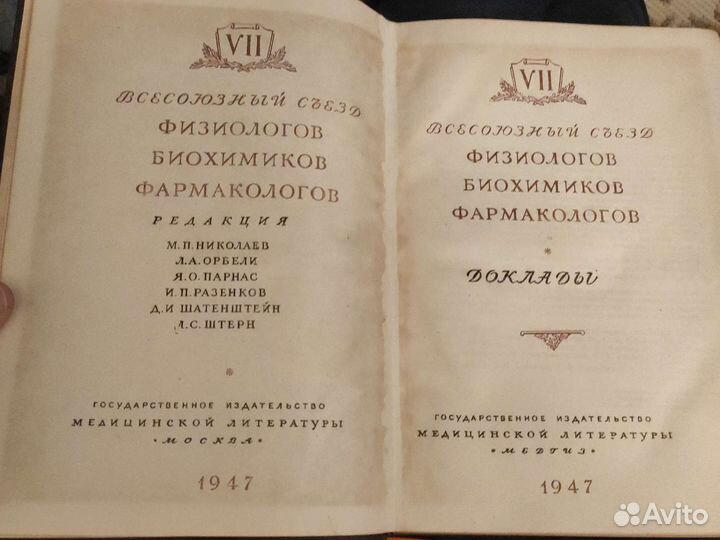 VII
ВСЕСОЮЗНЫЙ СЪЕЗД
ФИЗИОЛОГОВ
БИОХИМИКОВ
ФАРМАКОЛОГОВ
РЕДАКЦИЯ
М.П. НИКОЛАЕВ
Л.А. ОРБЕЛИ
Я.О. ПАРНАС
И.П. РАЗЕНКОВ
Д.И ШАТЕНШТЕЙН
Л.С. ШТЕРН
*
ГОСУДАРСТВЕННОЕ ИЗДАТЕЛЬСТВО
МЕДИЦИНСКОЙ ЛИТЕРАТУРЫ
• МОСКВА •
1947
VII
ВСЕСОЮЗНЫЙ СЪЕЗД
ФИЗИОЛОГОВ
БИОХИМИКОВ
ФАРМАКОЛОГОВ
*
ДОКЛАДЫ
ГОСУДАРСТВЕННОЕ ИЗДАТЕЛЬСТВО
МЕДИЦИНСКОЙ ЛИТЕРАТУРЫ
• МЕДГИЗ •
1947
Avito